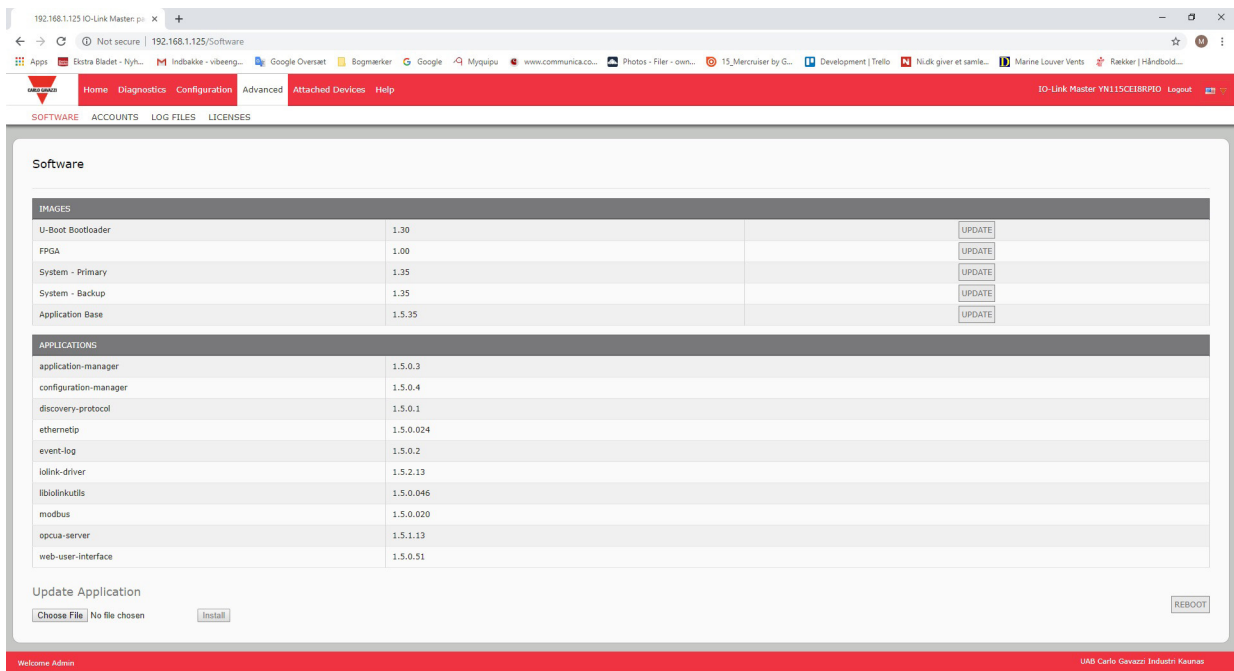 192.168.1.125 IO-Link Master: pa
Not secure | 192.168.1.125/Software
Apps Ekstra Bladet - Nyh... Indbakke - vibeeng... Google Oversæt Bogmærker Google Myquipu www.communica.co... Photos - Filer - own... 15_Mercruiser by G... Development | Trello Ni.dk giver et samle... Marine Louver Vents Rækker | Håndbold....
CARLO GAVAZZI Home Diagnostics Configuration Advanced Attached Devices Help IO-Link Master YN115CEI8RPIO Logout
SOFTWARE ACCOUNTS LOG FILES LICENSES
Software
IMAGES
U-Boot Bootloader 1.30 UPDATE
FPGA 1.00 UPDATE
System - Primary 1.35 UPDATE
System - Backup 1.35 UPDATE
Application Base 1.5.35 UPDATE
APPLICATIONS
application-manager 1.5.0.3
configuration-manager 1.5.0.4
discovery-protocol 1.5.0.1
ethernetip 1.5.0.024
event-log 1.5.0.2
iolink-driver 1.5.2.13
libiolinkutils 1.5.0.046
modbus 1.5.0.020
opcua-server 1.5.1.13
web-user-interface 1.5.0.51
Update Application
Choose File No file chosen Install REBOOT
Welcome Admin UAB Carlo Gavazzi Industri Kaunas